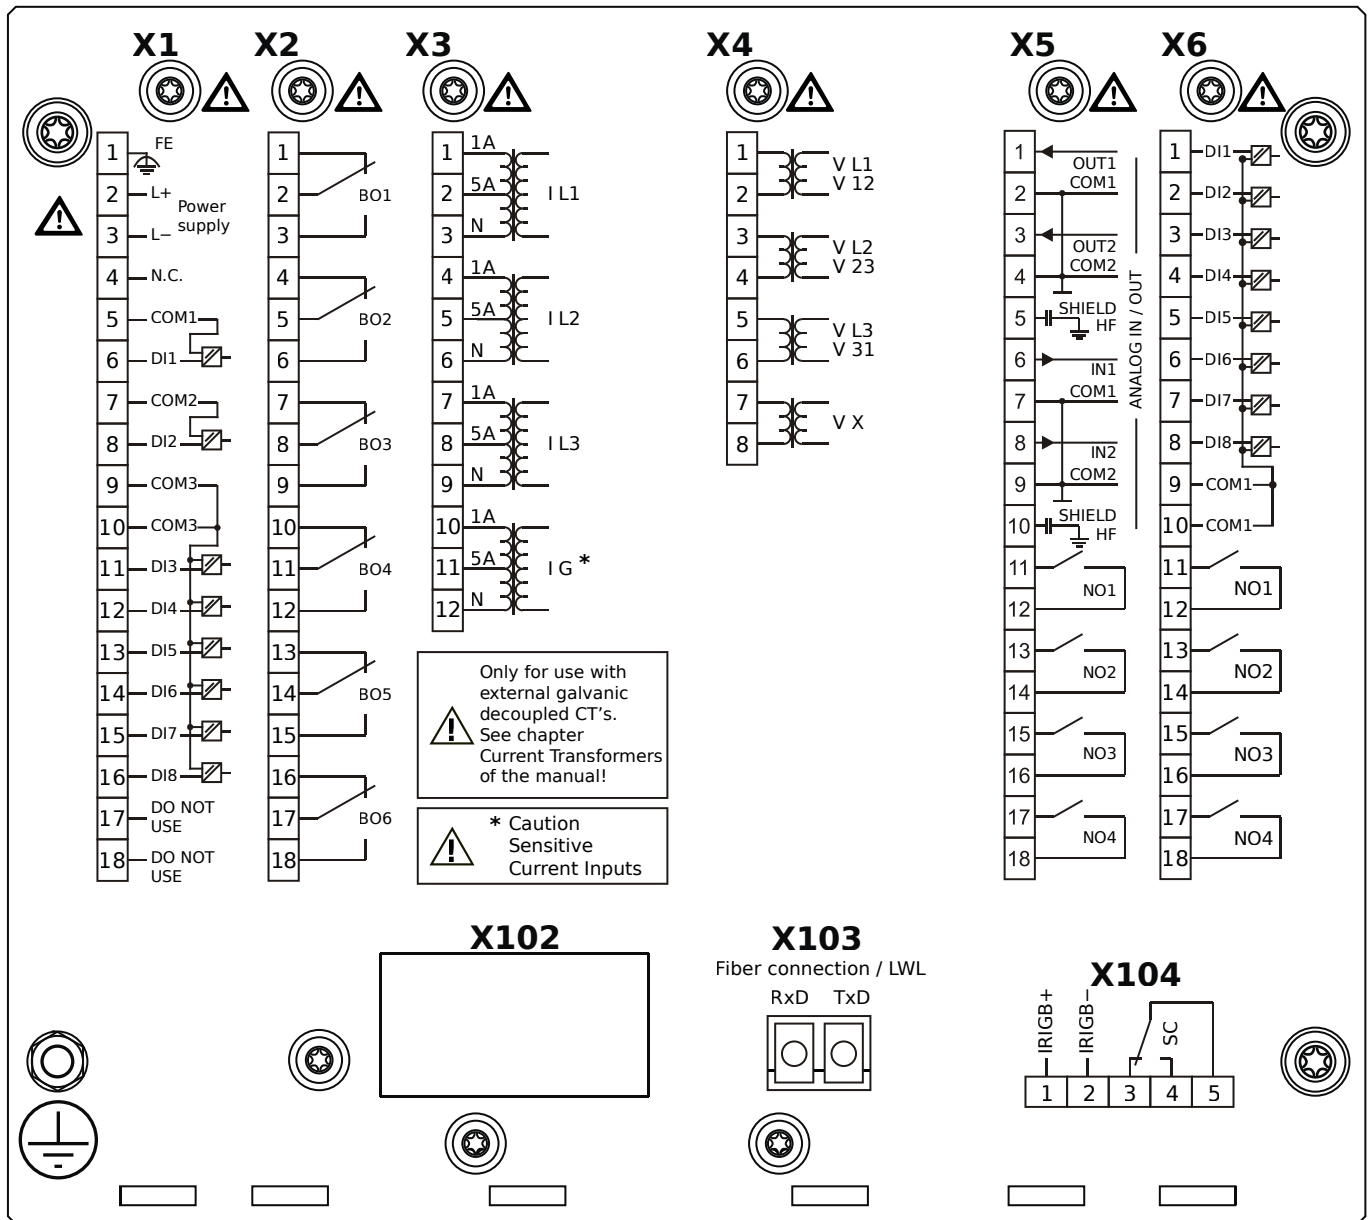 X1
1 FE
2 L+
Power
supply
3 L−
4 N.C.
5 COM1
6 DI1
7 COM2
8 DI2
9 COM3
10 COM3
11 DI3
12 DI4
13 DI5
14 DI6
15 DI7
16 DI8
17 DO NOT
USE
18 DO NOT
USE
X2
1
2 BO1
3
4
5 BO2
6
7
8 BO3
9
10
11 BO4
12
13
14 BO5
15
16
17 BO6
18
X3
1 1A
2 5A I L1
3 N
4 1A
5 5A I L2
6 N
7 1A
8 5A I L3
9 N
10 1A
11 5A I G *
12 N
Only for use with
external galvanic
decoupled CT's.
See chapter
Current Transformers
of the manual!
* Caution
Sensitive
Current Inputs
X4
1 V L1
2 V 12
3 V L2
4 V 23
5 V L3
6 V 31
7 V X
8
X5
1 OUT1
2 COM1
3 OUT2
4 COM2
5 SHIELD
HF
6 IN1
7 COM1
8 IN2
9 COM2
10 SHIELD
HF
ANALOG IN / OUT
11
NO1
12
13
NO2
14
15
NO3
16
17
NO4
18
X6
1 DI1
2 DI2
3 DI3
4 DI4
5 DI5
6 DI6
7 DI7
8 DI8
9 COM1
10 COM1
11
NO1
12
13
NO2
14
15
NO3
16
17
NO4
18
X102
X103
Fiber connection / LWL
RxD TxD
X104
IRIGB+
IRIGB−
SC
1 2 3 4 5